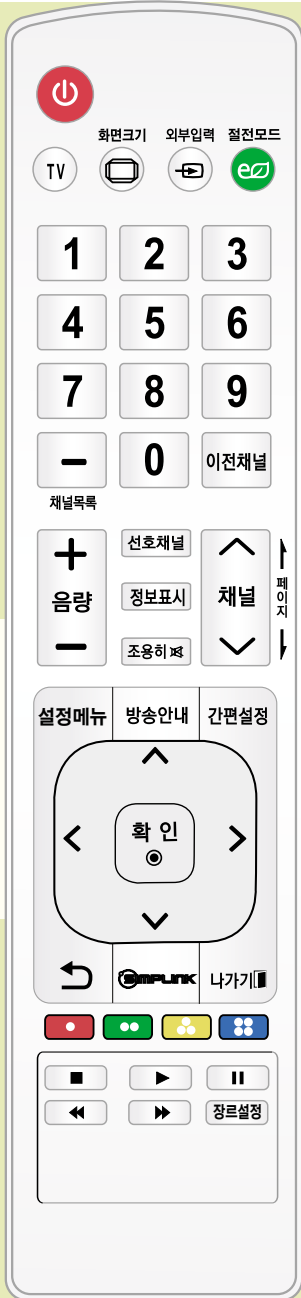 화면크기 외부입력 절전모드
TV
1 2 3
4 5 6
7 8 9
- 0 이전채널
채널목록
+ 선호채널
음량 정보표시 채널 페이지
- 조용히
설정메뉴 방송안내 간편설정
확인
SIMPLINK 나가기
장르설정